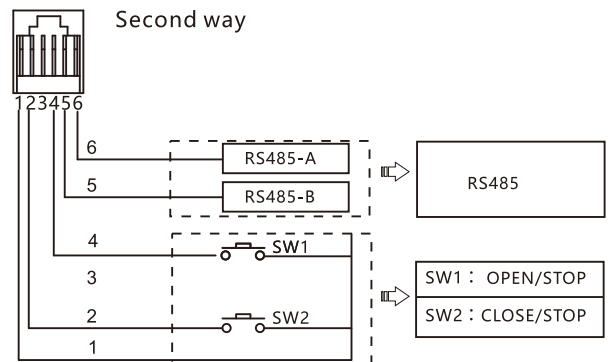 Second way
123456
6
RS485-A
5
RS485-B
RS485
4
SW1
3
SW1： OPEN/STOP
2
SW2
SW2：CLOSE/STOP
1